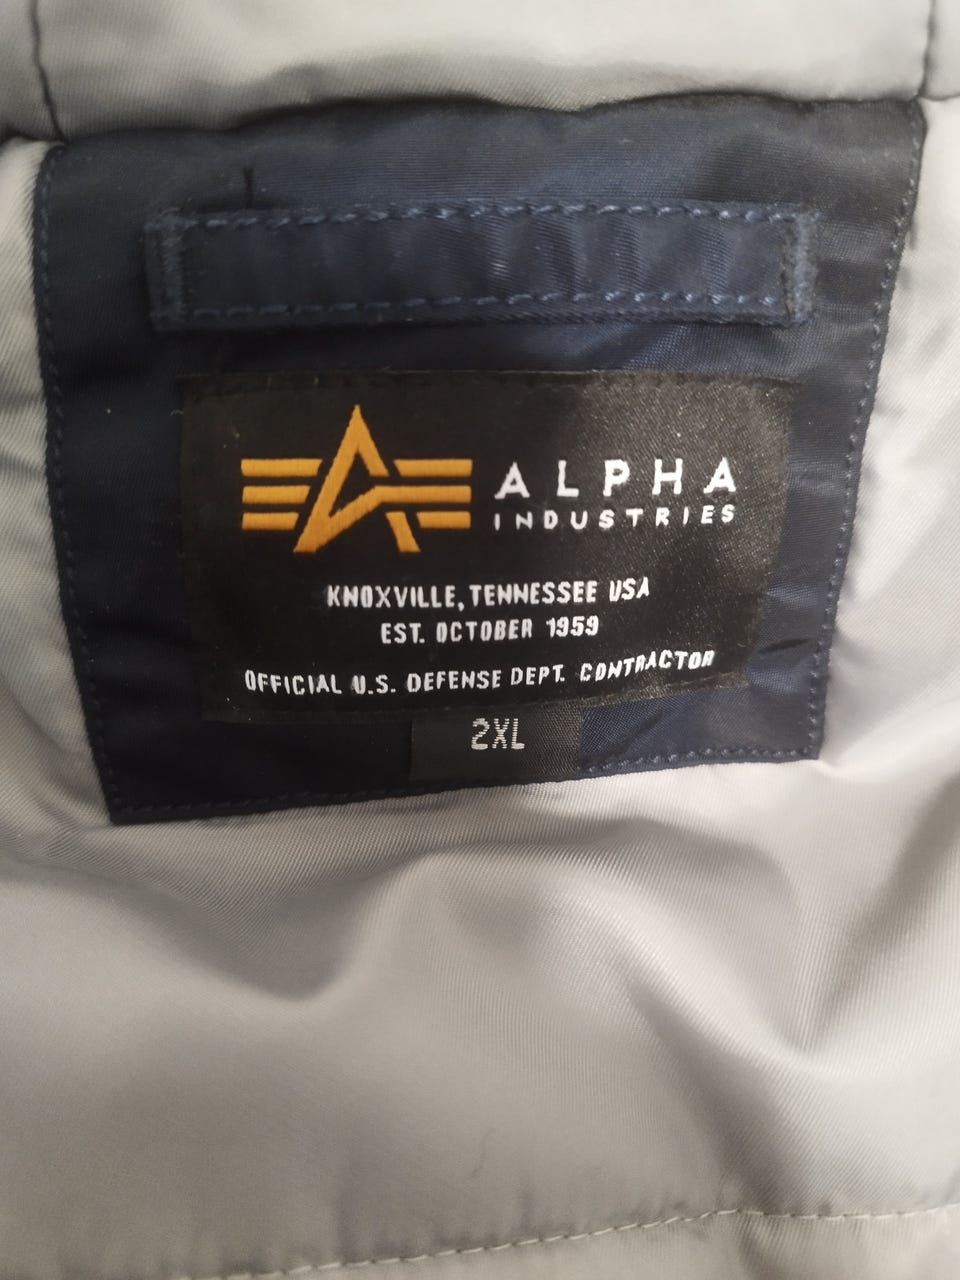 ALPHA
INDUSTRIES
KNOXVILLE, TENNESSEE USA
EST. OCTOBER 1959
OFFICIAL U.S. DEFENSE DEPT. CONTRACTOR
2XL